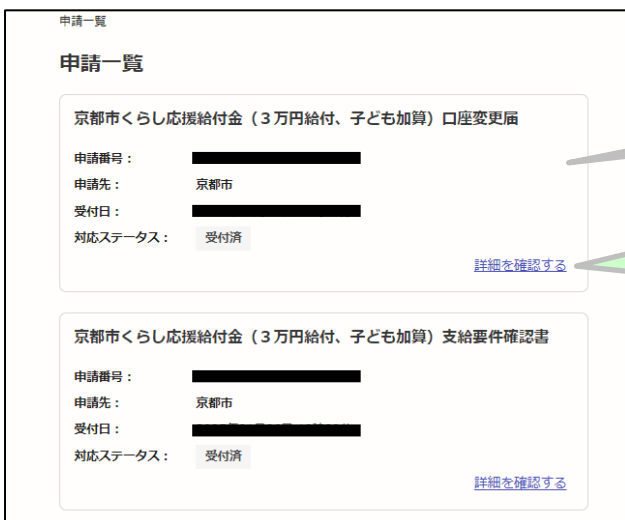 申請一覧
申請一覧
京都市くらし応援給付金（３万円給付、子ども加算）口座変更届
申請番号：
申請先： 京都市
受付日：
対応ステータス： 受付済
詳細を確認する
京都市くらし応援給付金（３万円給付、子ども加算）支給要件確認書
申請番号：
申請先： 京都市
受付日：
対応ステータス： 受付済
詳細を確認する